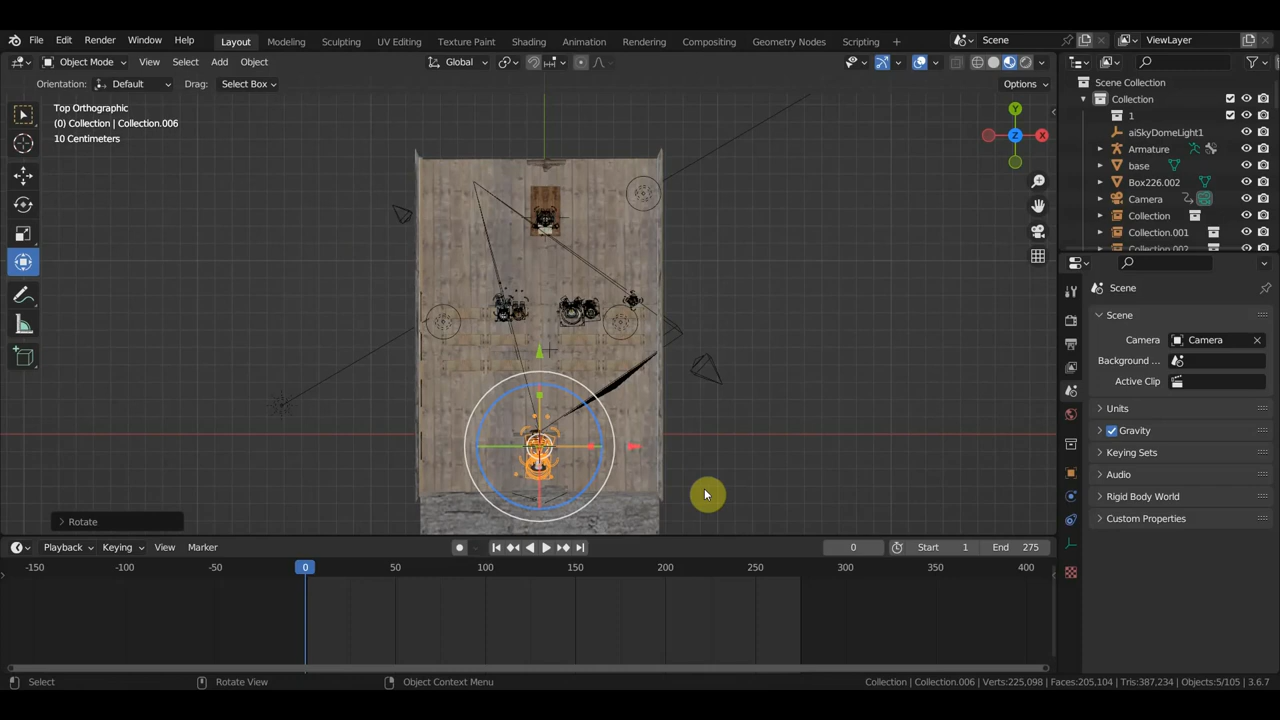 File Edit Render Window Help Layout Modeling Sculpting UV Editing Texture Paint Shading Animation Rendering Compositing Geometry Nodes Scripting + Scene ViewLayer
Object Mode View Select Add Object Global Options
Orientation: Default Drag: Select Box
Top Orthographic
(0) Collection | Collection.006
10 Centimeters
Y
Z
X
Rotate
Scene Collection
Collection
1
aiSkyDomeLight1
Armature
base
Box226.002
Camera
Collection
Collection.001
Collection.002
Scene
Scene
Camera Camera
Background ...
Active Clip
Units
Gravity
Keying Sets
Audio
Rigid Body World
Custom Properties
Playback Keying View Marker 0 Start 1 End 275
-150 -100 -50 0 50 100 150 200 250 300 350 400
Select Rotate View Object Context Menu Collection | Collection.006 | Verts:225,098 | Faces:205,104 | Tris:387,234 | Objects:5/105 | 3.6.7